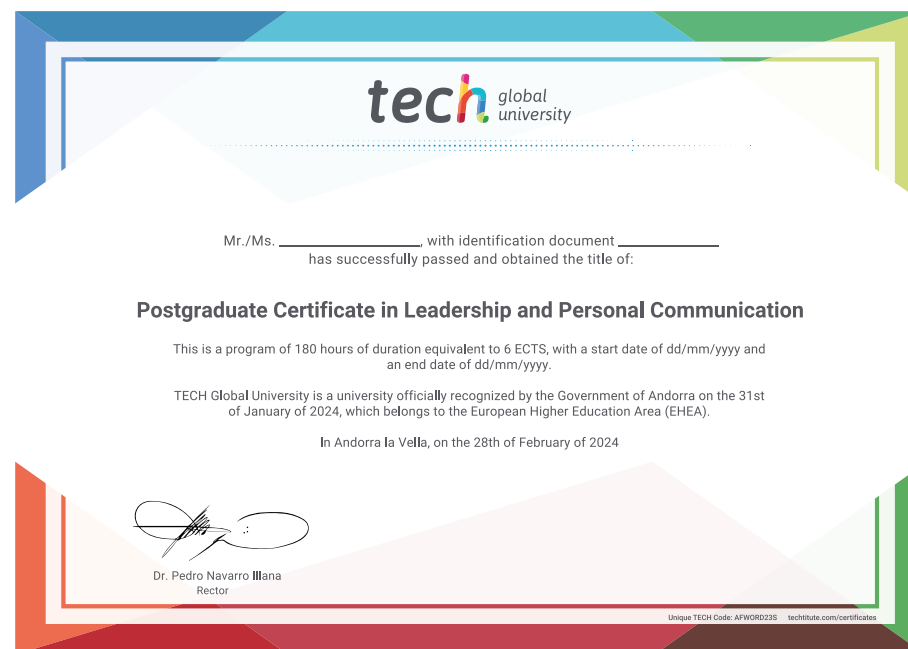 tech global
university
Mr./Ms. ____________________, with identification document ______________
has successfully passed and obtained the title of:
Postgraduate Certificate in Leadership and Personal Communication
This is a program of 180 hours of duration equivalent to 6 ECTS, with a start date of dd/mm/yyyy and
an end date of dd/mm/yyyy.
TECH Global University is a university officially recognized by the Government of Andorra on the 31st
of January of 2024, which belongs to the European Higher Education Area (EHEA).
In Andorra la Vella, on the 28th of February of 2024
Dr. Pedro Navarro Illana
Rector
Unique TECH Code: AFWORD23S techtitute.com/certificates